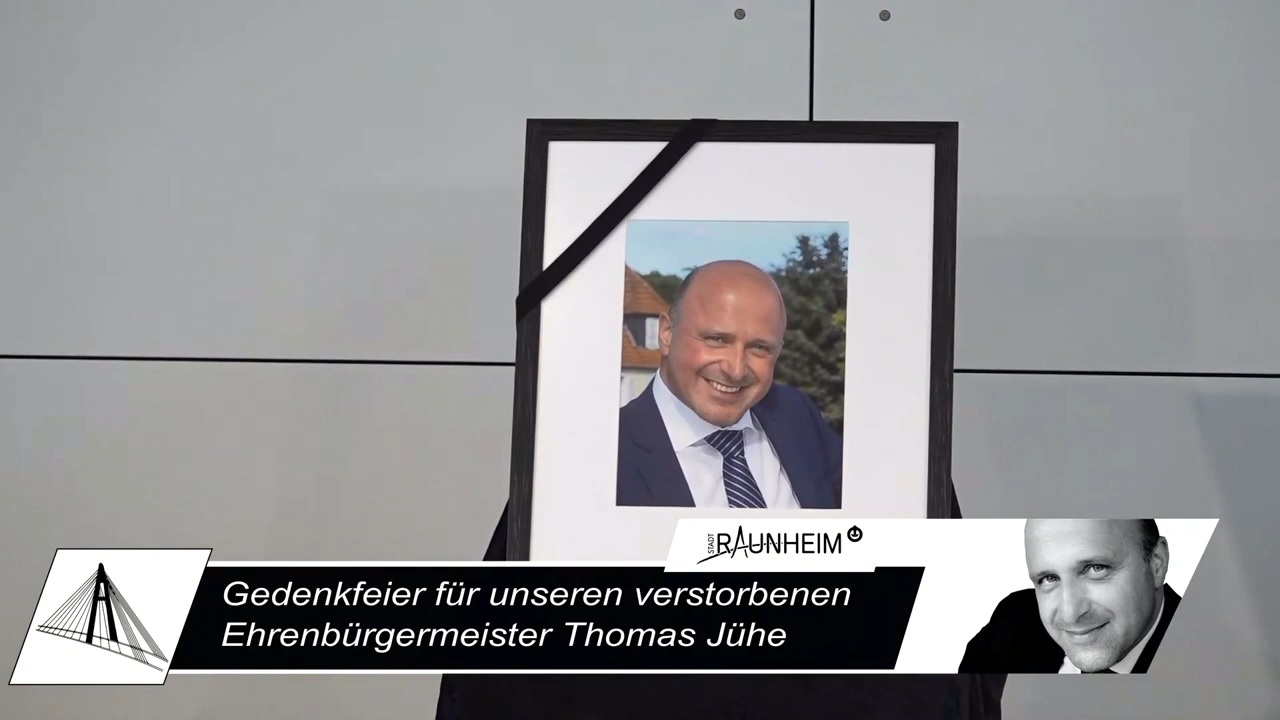 STADT
RAUNHEIM
Gedenkfeier für unseren verstorbenen
Ehrenbürgermeister Thomas Jühe